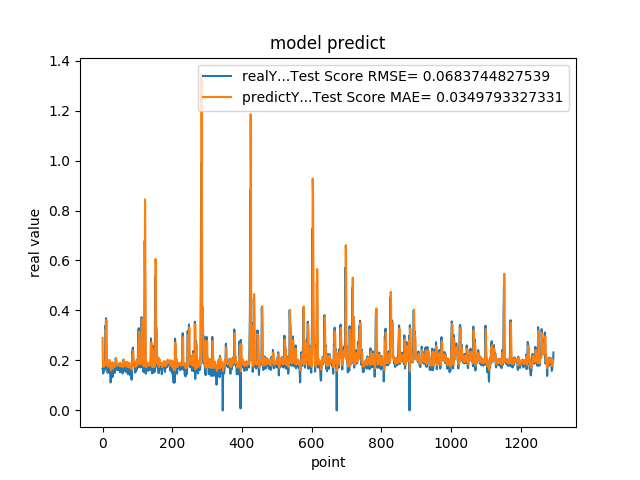 model predict
realY...Test Score RMSE= 0.0683744827539
predictY...Test Score MAE= 0.0349793327331
1.4
1.2
1.0
0.8
0.6
0.4
0.2
0.0
real value
0 200 400 600 800 1000 1200
point